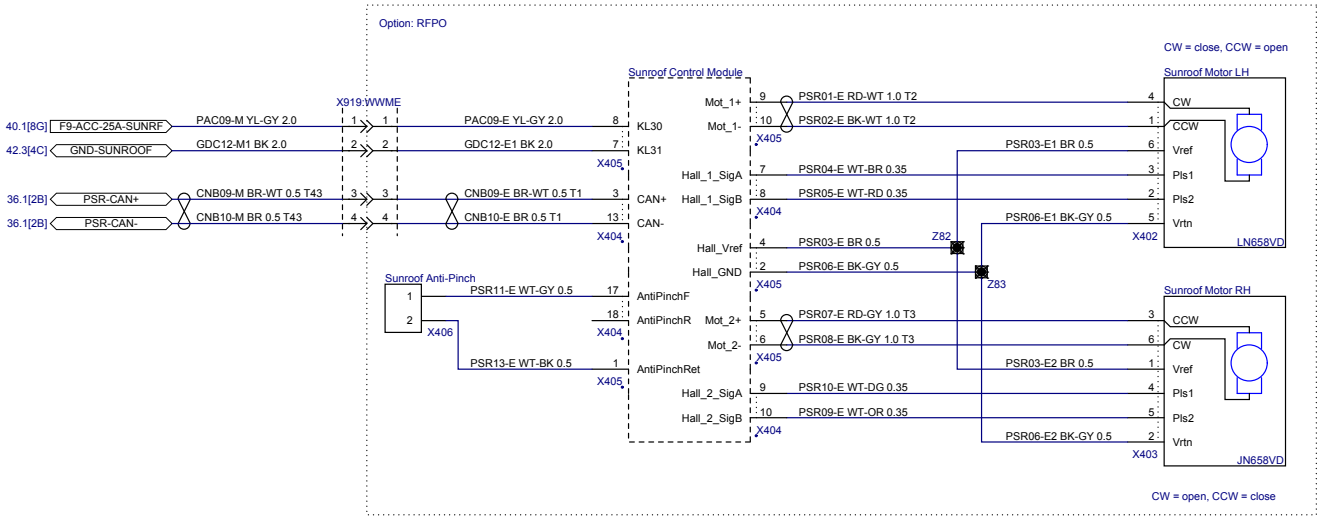 Option: RFPO
CW = close, CCW = open
Sunroof Control Module
Sunroof Motor LH
X919:WWME
9 PSR01-E RD-WT 1.0 T2 4
Mot_1+ CW
40.1[8G] F9-ACC-25A-SUNRF PAC09-M YL-GY 2.0 1 1 PAC09-E YL-GY 2.0 8 KL30
Mot_1- 10 PSR02-E BK-WT 1.0 T2 1 CCW
X405
42.3[4C] GND-SUNROOF GDC12-M1 BK 2.0 2 2 GDC12-E1 BK 2.0 7 KL31
PSR03-E1 BR 0.5 6 Vref
X405
Hall_1_SigA 7 PSR04-E WT-BR 0.35 3 Pls1
36.1[2B] PSR-CAN+ CNB09-M BR-WT 0.5 T43 3 3 CNB09-E BR-WT 0.5 T1 3 CAN+
Hall_1_SigB 8 PSR05-E WT-RD 0.35 2 Pls2
X404
36.1[2B] PSR-CAN- CNB10-M BR 0.5 T43 4 4 CNB10-E BR 0.5 T1 13 CAN-
PSR06-E1 BK-GY 0.5 5 Vrtn
X404
X402
Hall_Vref 4 PSR03-E BR 0.5 Z82
LN658VD
Hall_GND 2 PSR06-E BK-GY 0.5 Z83
X405
Sunroof Anti-Pinch
Sunroof Motor RH
1 PSR11-E WT-GY 0.5 17 AntiPinchF
2 18 AntiPinchR
X406
X404
Mot_2+ 5 PSR07-E RD-GY 1.0 T3 3 CCW
Mot_2- 6 PSR08-E BK-GY 1.0 T3 6 CW
X405
PSR13-E WT-BK 0.5 1 AntiPinchRet
X405
PSR03-E2 BR 0.5 1 Vref
Hall_2_SigA 9 PSR10-E WT-DG 0.35 4 Pls1
Hall_2_SigB 10 PSR09-E WT-OR 0.35 5 Pls2
X404
PSR06-E2 BK-GY 0.5 2 Vrtn
X403
JN658VD
CW = open, CCW = close